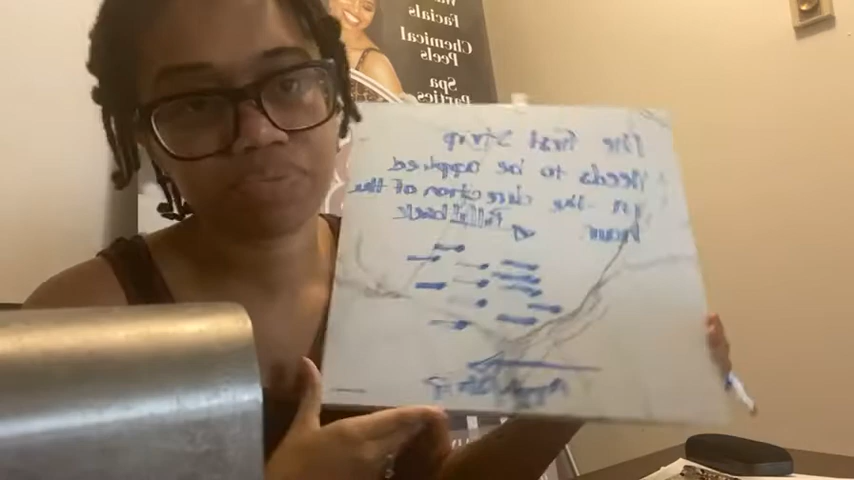 Facials
Chemical
Peels
Spa
Parties
The first Strip
Needs to be applied
in the direction of the